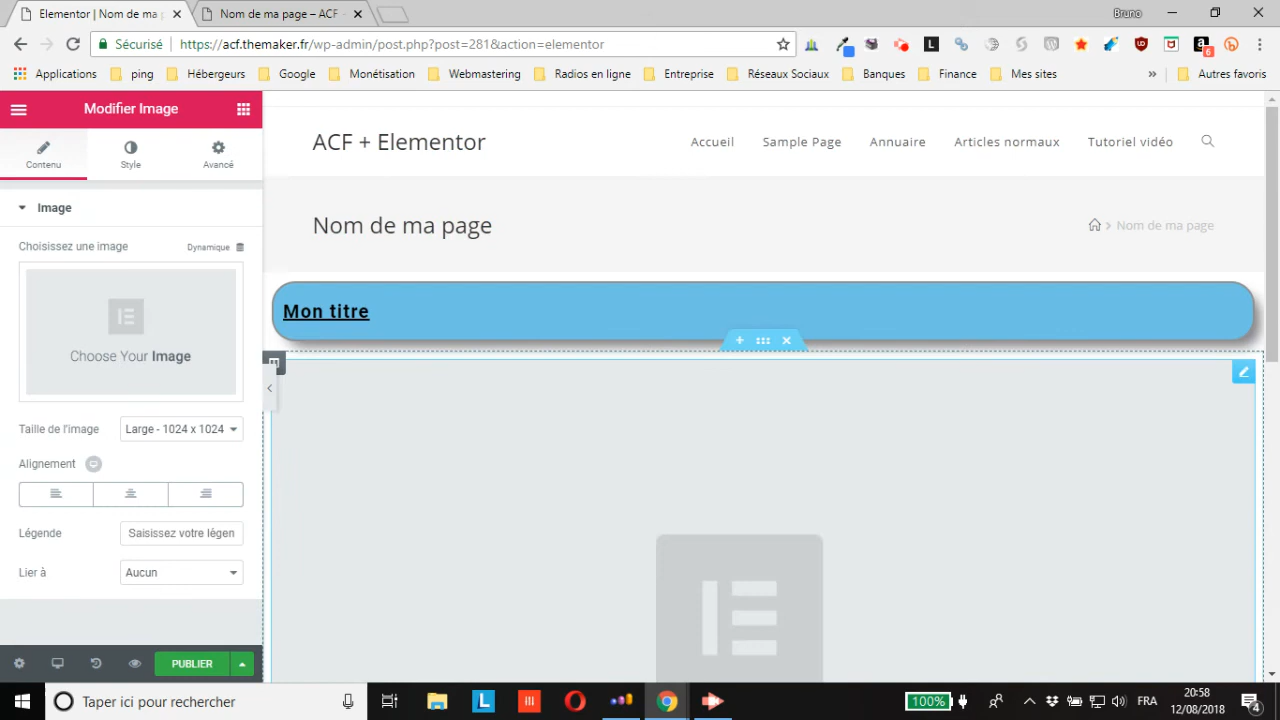 Elementor | Nom de ma p
Nom de ma page – ACF –
Bruno
Sécurisé
https://acf.themaker.fr/wp-admin/post.php?post=281&action=elementor
L
6
Applications
ping
Hébergeurs
Google
Monétisation
Webmastering
Radios en ligne
Entreprise
Réseaux Sociaux
Banques
Finance
Mes sites
»
Autres favoris
Modifier Image
Contenu
Style
Avancé
Image
Choisissez une image
Dynamique
Choose Your Image
Taille de l'image
Large - 1024 x 1024
Alignement
Légende
Saisissez votre légen
Lier à
Aucun
PUBLIER
ACF + Elementor
Accueil
Sample Page
Annuaire
Articles normaux
Tutoriel vidéo
Nom de ma page
Nom de ma page
Mon titre
Taper ici pour rechercher
L
100%
FRA
20:58
12/08/2018
4